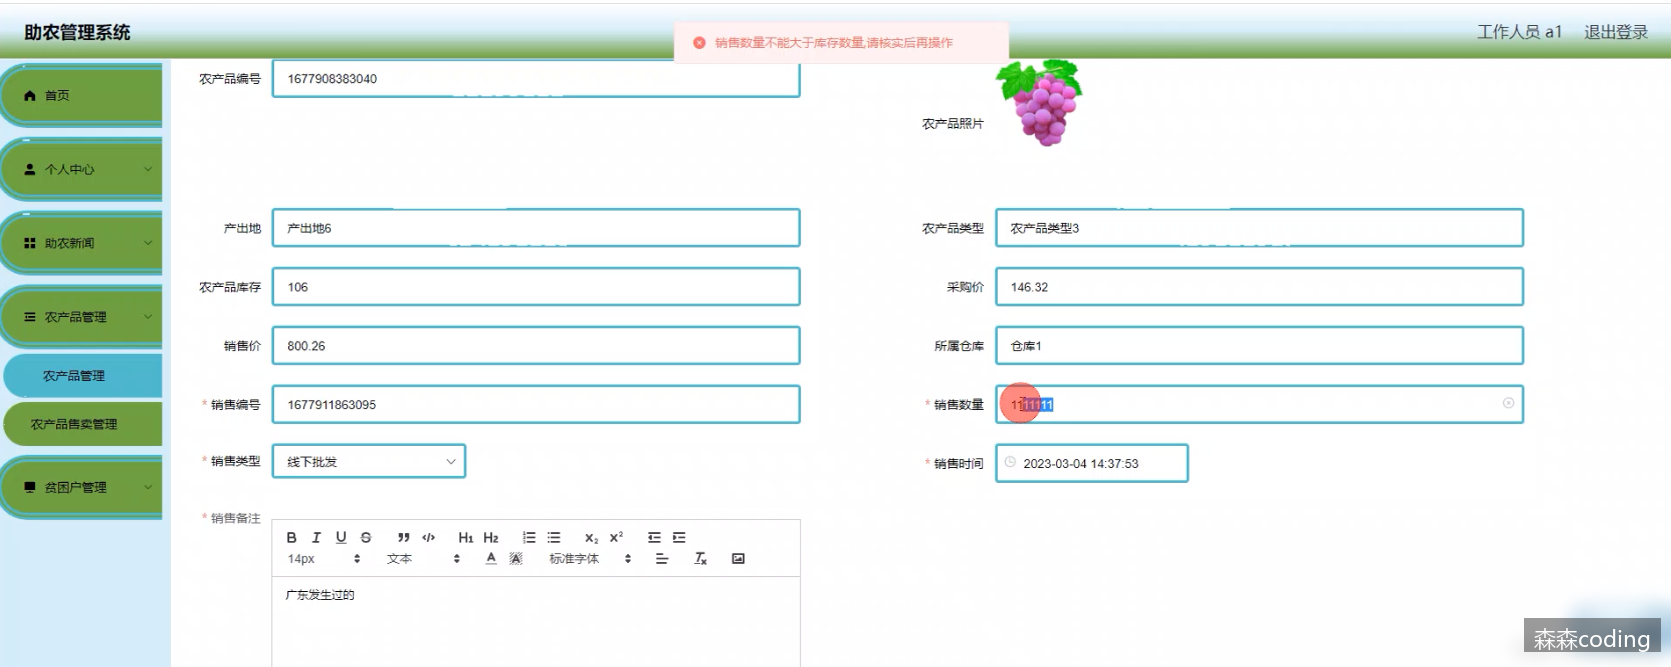 助农管理系统
销售数量不能大于库存数量,请核实后再操作
工作人员 a1
退出登录
首页
个人中心
助农新闻
农产品管理
农产品管理
农产品售卖管理
贫困户管理
农产品编号
1677908383040
农产品照片
产出地
产出地6
农产品类型
农产品类型3
农产品库存
106
采购价
146.32
销售价
800.26
所属仓库
仓库1
* 销售编号
1677911863095
* 销售数量
* 销售类型
线下批发
* 销售时间
2023-03-04 14:37:53
* 销售备注
B I U S ” </> H1 H2 x₂ x²
14px 文本 A A 标准字体 Tx
广东发生过的
森森coding